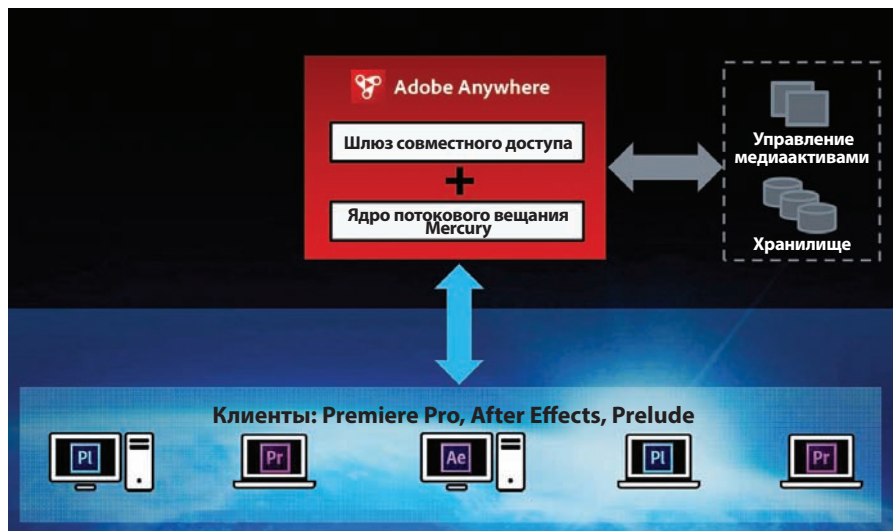 Adobe Anywhere
Шлюз совместного доступа
+
Ядро потокового вещания
Mercury
Управление
медиаактивами
Хранилище
Клиенты: Premiere Pro, After Effects, Prelude
Pl
Pr
Ae
Pl
Pr